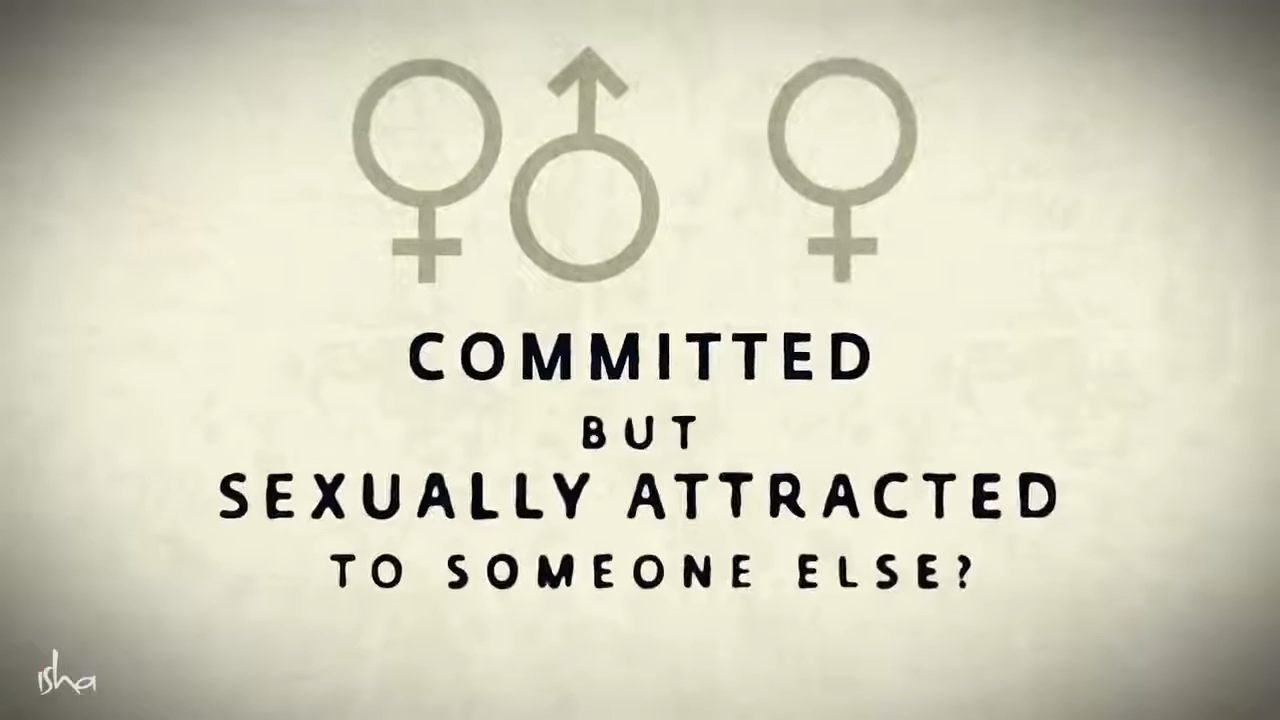 COMMITTED
BUT
SEXUALLY ATTRACTED
TO SOMEONE ELSE?
isha